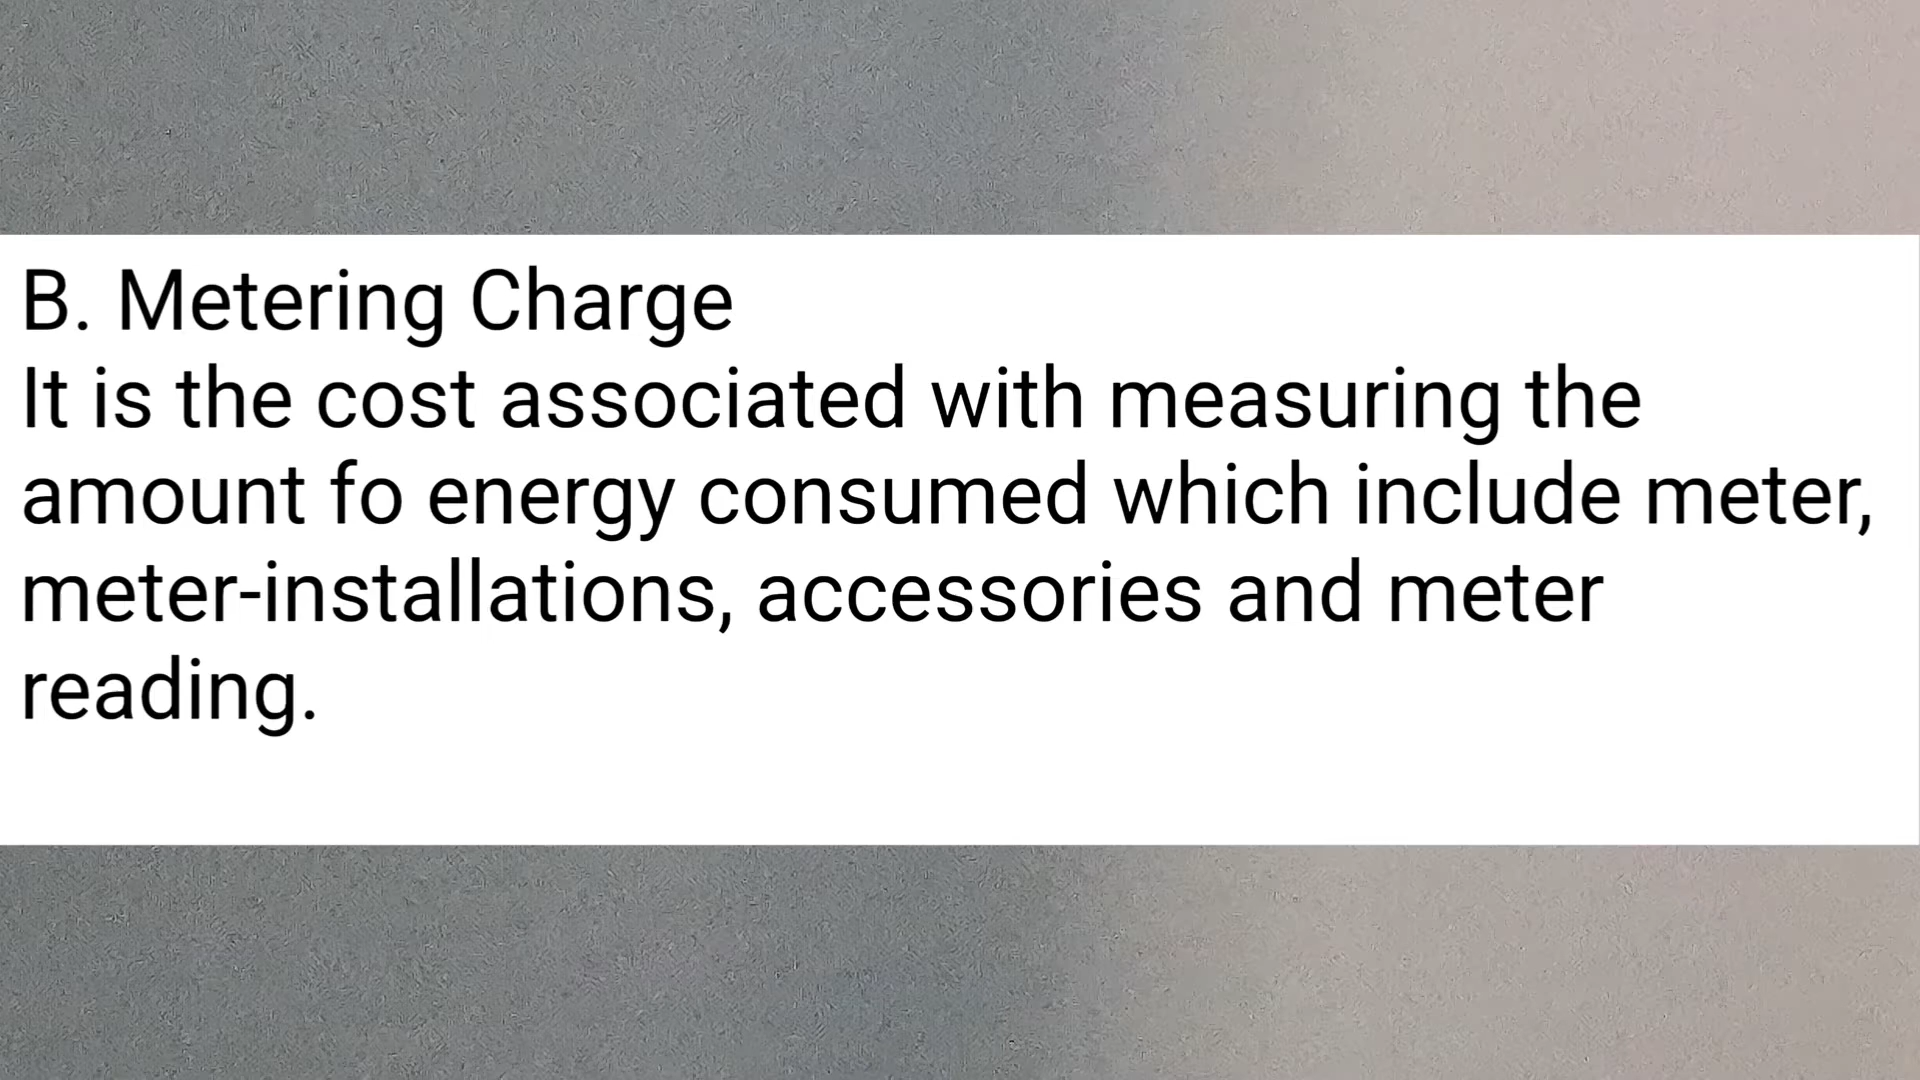 B. Metering Charge
It is the cost associated with measuring the
amount fo energy consumed which include meter,
meter-installations, accessories and meter
reading.